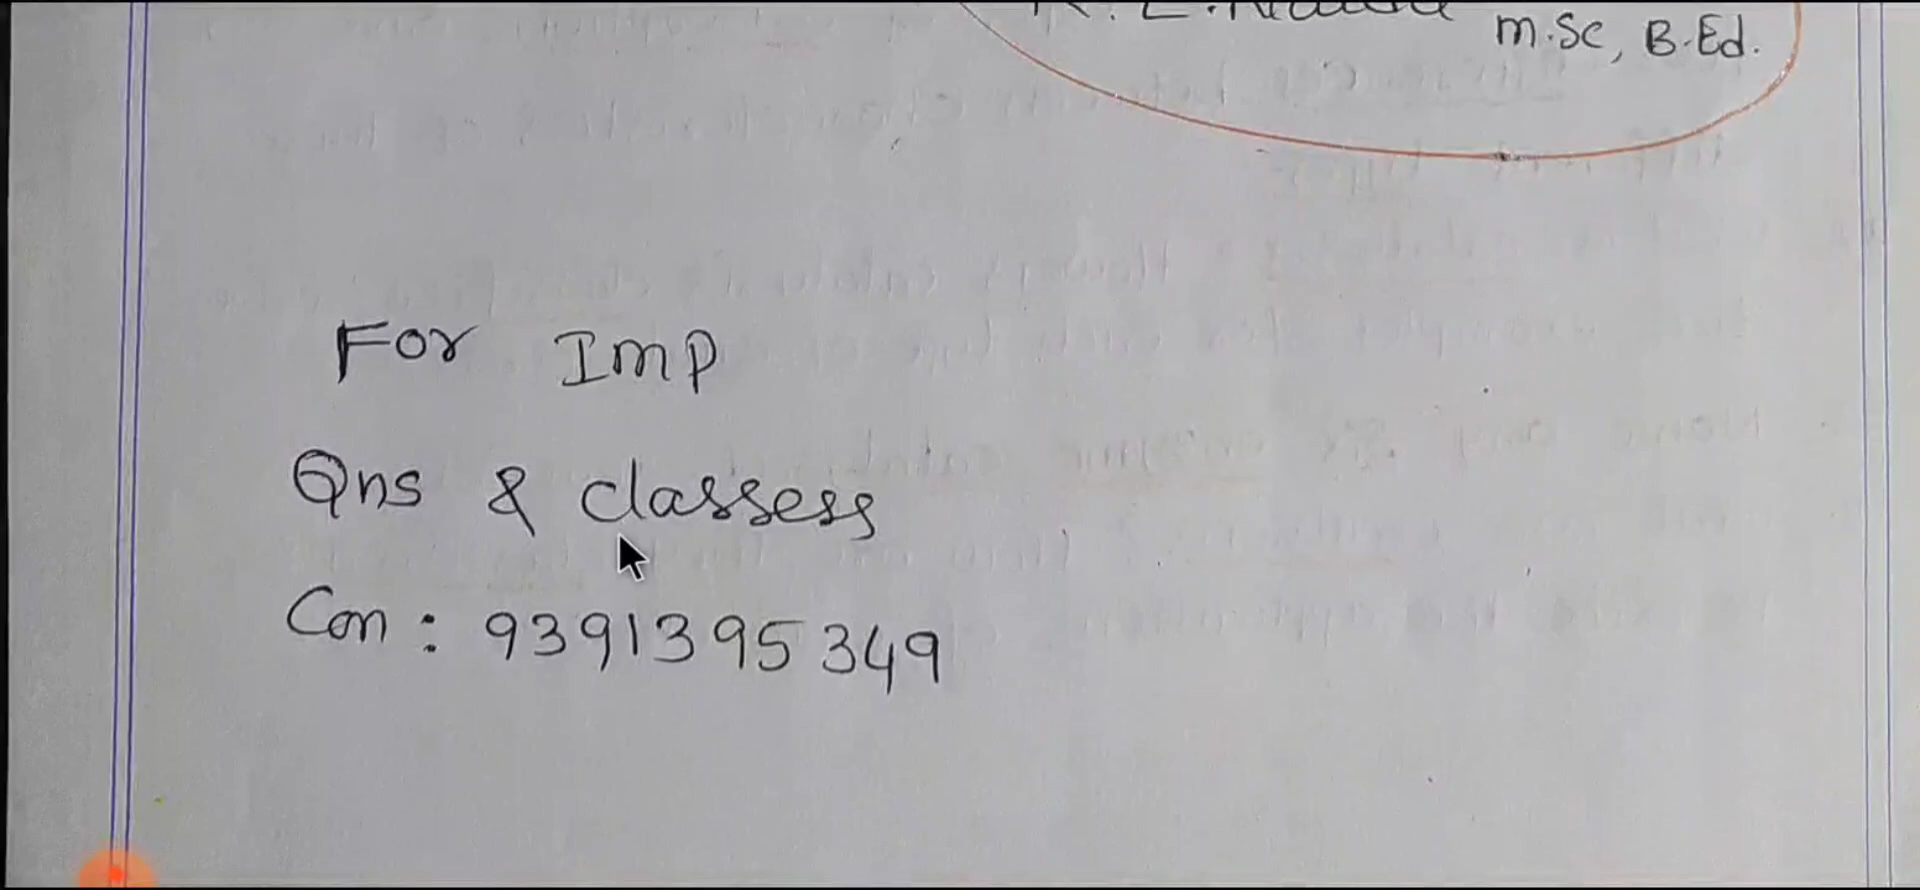 M.Sc, B.Ed.
For Imp
Qns & classess
Con : 9391395349